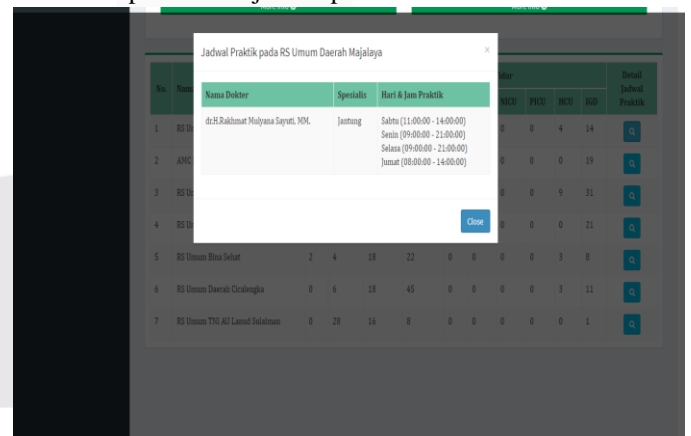 Jadwal Praktik pada RS Umum Daerah Majalaya ×
Nama Dokter Spesialis Hari & Jam Praktik
dr.H.Rakhmat Mulyana Sayuti. MM. Jantung Sabtu (11:00:00 - 14:00:00)
Senin (09:00:00 - 21:00:00)
Selasa (09:00:00 - 21:00:00)
Jumat (08:00:00 - 14:00:00)
Close
Detail
Jadwal
Praktik
No. NICU PICU HCU IGD
1 RS 0 0 4 14
2 AMC 0 0 0 19
3 RS 0 0 9 31
4 RS 0 0 0 21
5 RS Umum Bina Sehat 2 4 18 22 0 0 0 0 3 8
6 RS Umum Daerah Cicalengka 0 6 18 45 0 0 0 0 3 11
7 RS Umum TNI AU Lanud Sulaiman 0 28 16 8 0 0 0 0 0 1